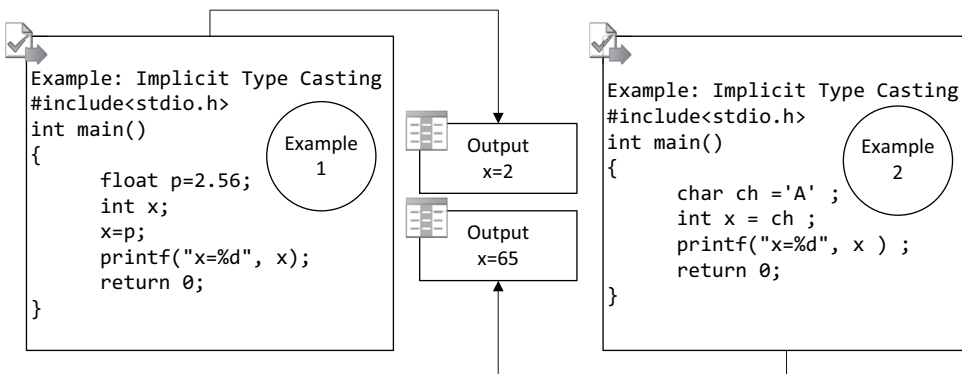 Example: Implicit Type Casting
#include<stdio.h>
int main()
{
float p=2.56;
int x;
x=p;
printf("x=%d", x);
return 0;
}
Example
1
Output
x=2
Output
x=65
Example: Implicit Type Casting
#include<stdio.h>
int main()
{
char ch ='A' ;
int x = ch ;
printf("x=%d", x ) ;
return 0;
}
Example
2